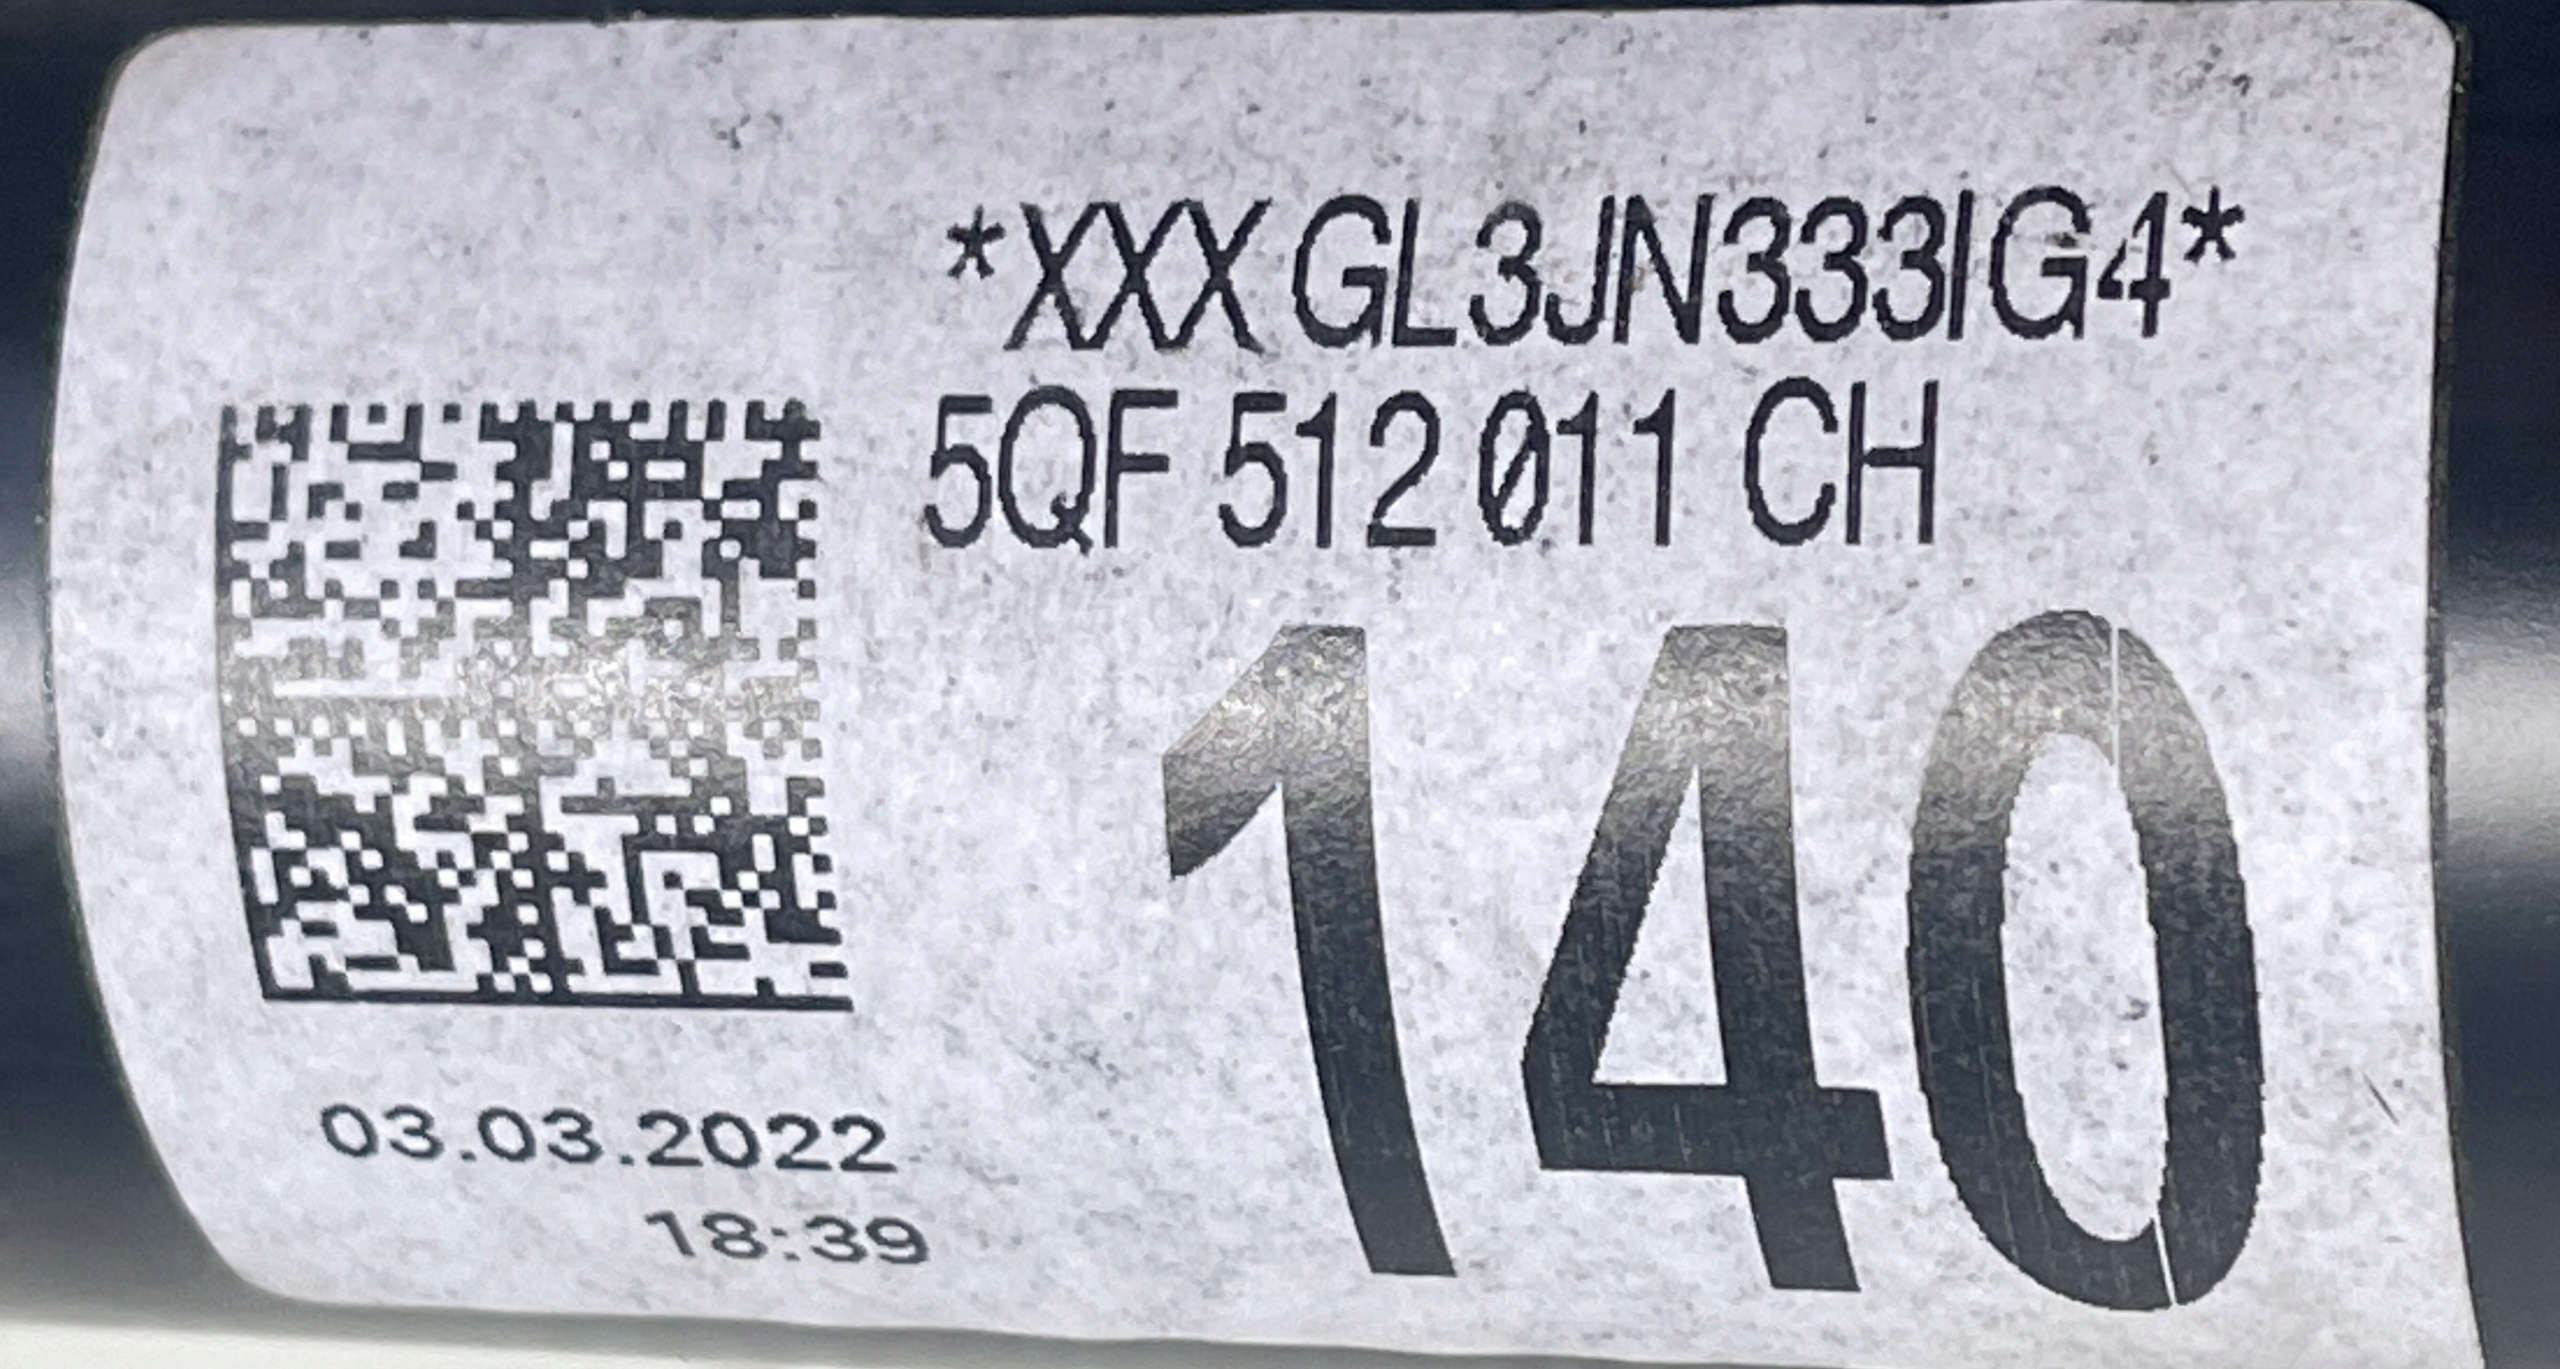 *XXX GL3JN333IG4*
5QF 512 011 CH
140
03.03.2022
18:39